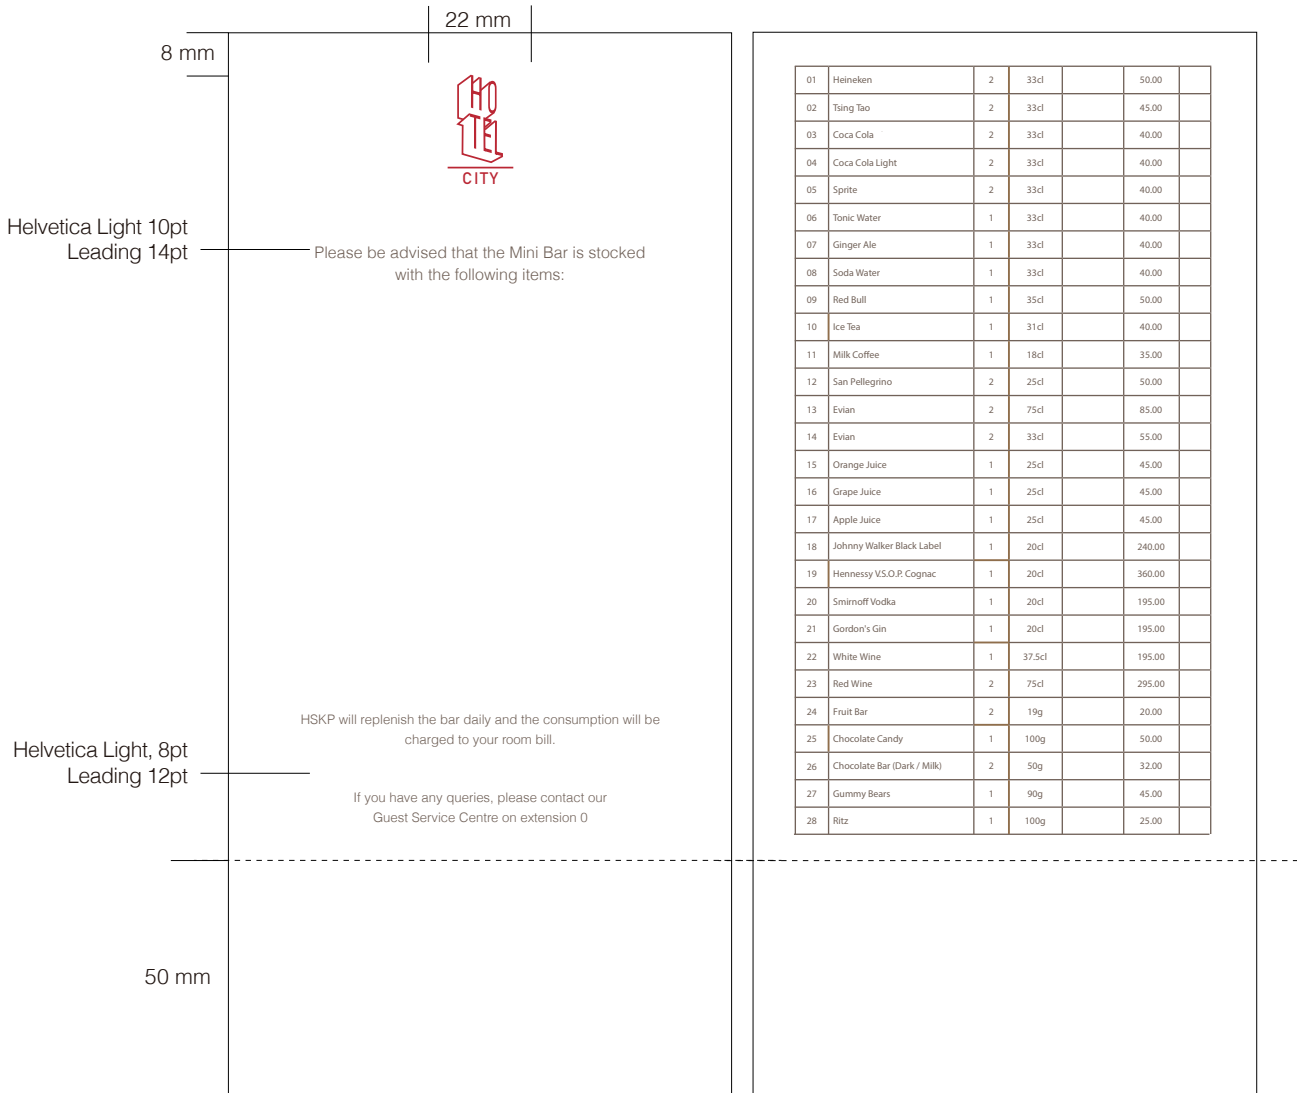 22 mm
8 mm
HO
TEL
CITY
Helvetica Light 10pt
Leading 14pt
Please be advised that the Mini Bar is stocked
with the following items:
HSKP will replenish the bar daily and the consumption will be
charged to your room bill.
Helvetica Light, 8pt
Leading 12pt
If you have any queries, please contact our
Guest Service Centre on extension 0
50 mm
01 Heineken 2 33cl 50.00
02 Tsing Tao 2 33cl 45.00
03 Coca Cola 2 33cl 40.00
04 Coca Cola Light 2 33cl 40.00
05 Sprite 2 33cl 40.00
06 Tonic Water 1 33cl 40.00
07 Ginger Ale 1 33cl 40.00
08 Soda Water 1 33cl 40.00
09 Red Bull 1 35cl 50.00
10 Ice Tea 1 31cl 40.00
11 Milk Coffee 1 18cl 35.00
12 San Pellegrino 2 25cl 50.00
13 Evian 2 75cl 85.00
14 Evian 2 33cl 55.00
15 Orange Juice 1 25cl 45.00
16 Grape Juice 1 25cl 45.00
17 Apple Juice 1 25cl 45.00
18 Johnny Walker Black Label 1 20cl 240.00
19 Hennessy V.S.O.P. Cognac 1 20cl 360.00
20 Smirnoff Vodka 1 20cl 195.00
21 Gordon's Gin 1 20cl 195.00
22 White Wine 1 37.5cl 195.00
23 Red Wine 2 75cl 295.00
24 Fruit Bar 2 19g 20.00
25 Chocolate Candy 1 100g 50.00
26 Chocolate Bar (Dark / Milk) 2 50g 32.00
27 Gummy Bears 1 90g 45.00
28 Ritz 1 100g 25.00